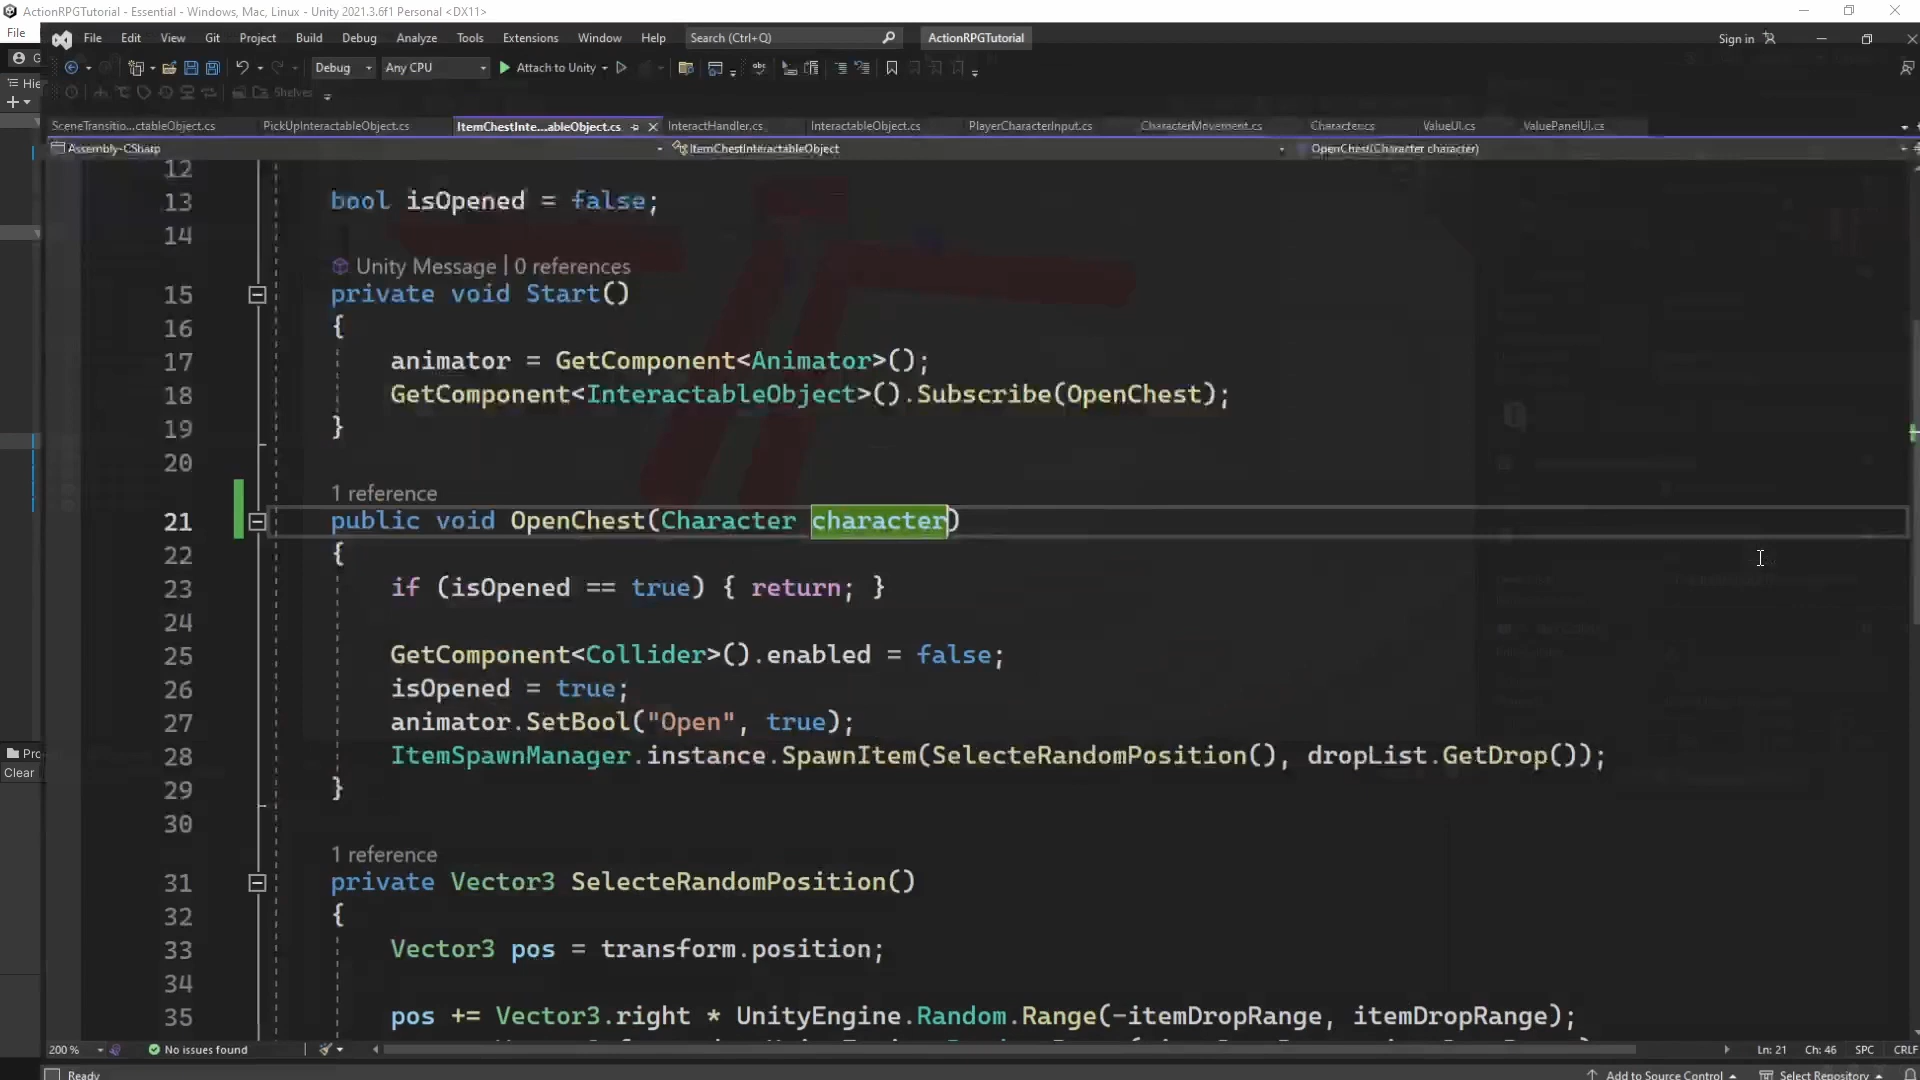 ActionRPGTutorial - Essential - Windows, Mac, Linux - Unity 2021.3.6f1 Personal <DX11>
File
File Edit View Git Project Build Debug Analyze Tools Extensions Window Help Search (Ctrl+Q) ActionRPGTutorial Sign in
G
Debug Any CPU Attach to Unity
Hie
Shelves
SceneTransitio...ctableObject.cs PickUpInteractableObject.cs ItemChestInte...ableObject.cs InteractHandler.cs InteractableObject.cs PlayerCharacterInput.cs CharacterMovement.cs Character.cs ValueUI.cs ValuePanelUI.cs
Assembly-CSharp ItemChestInteractableObject OpenChest(Character character)
12
13 bool isOpened = false;
14
Unity Message | 0 references
15 private void Start()
16 {
17 animator = GetComponent<Animator>();
18 GetComponent<InteractableObject>().Subscribe(OpenChest);
19 }
20
1 reference
21 public void OpenChest(Character character)
22 {
23 if (isOpened == true) { return; }
24
25 GetComponent<Collider>().enabled = false;
26 isOpened = true;
27 animator.SetBool("Open", true);
28 ItemSpawnManager.instance.SpawnItem(SelecteRandomPosition(), dropList.GetDrop());
29 }
30
1 reference
31 private Vector3 SelecteRandomPosition()
32 {
33 Vector3 pos = transform.position;
34
35 pos += Vector3.right * UnityEngine.Random.Range(-itemDropRange, itemDropRange);
Pro
Clear
200 % No issues found Ln: 21 Ch: 46 SPC CRLF
Ready Add to Source Control Select Repository